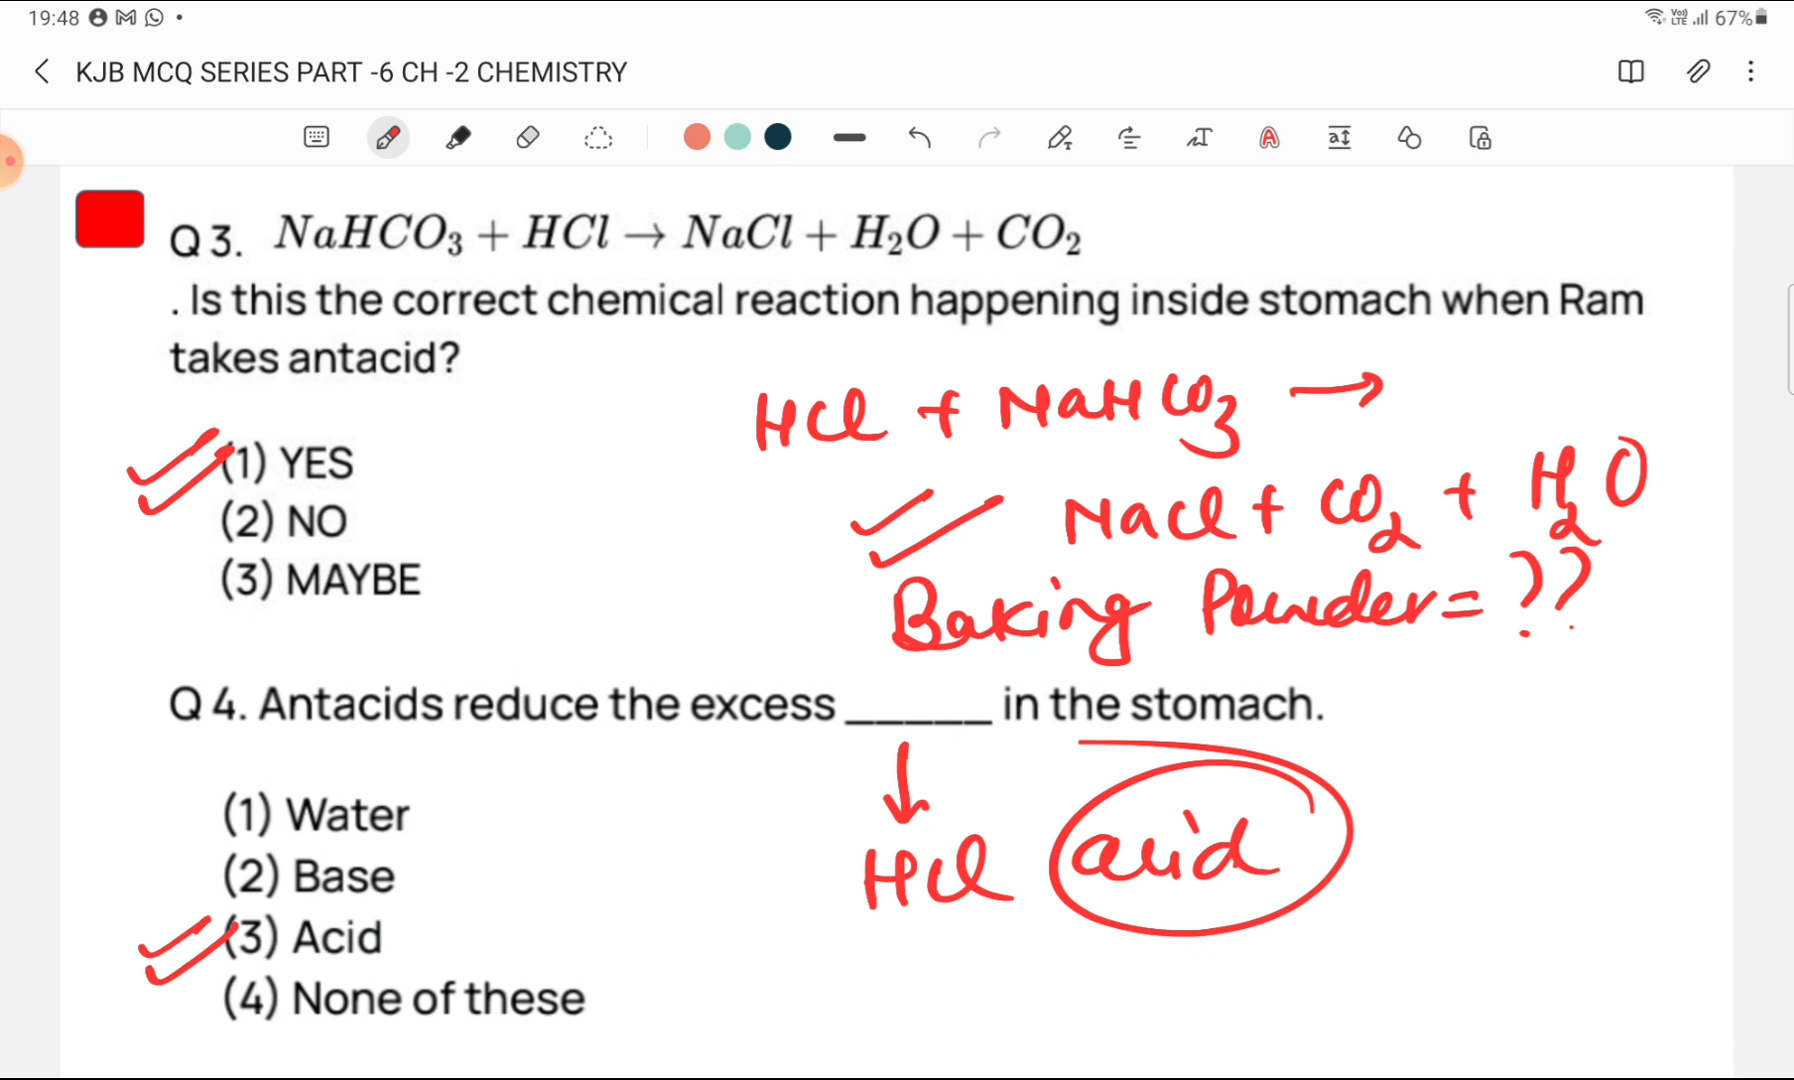 19:48
Vo)) LTE 67%
KJB MCQ SERIES PART -6 CH -2 CHEMISTRY
Q 3. NaHCO₃ + HCl → NaCl + H₂O + CO₂
. Is this the correct chemical reaction happening inside stomach when Ram
takes antacid?
HCl + NaHCO₃ →
(1) YES
NaCl + CO₂ + H₂O
(2) NO
(3) MAYBE
Baking Powder = ??
Q 4. Antacids reduce the excess _____ in the stomach.
(1) Water
HCl acid
(2) Base
(3) Acid
(4) None of these